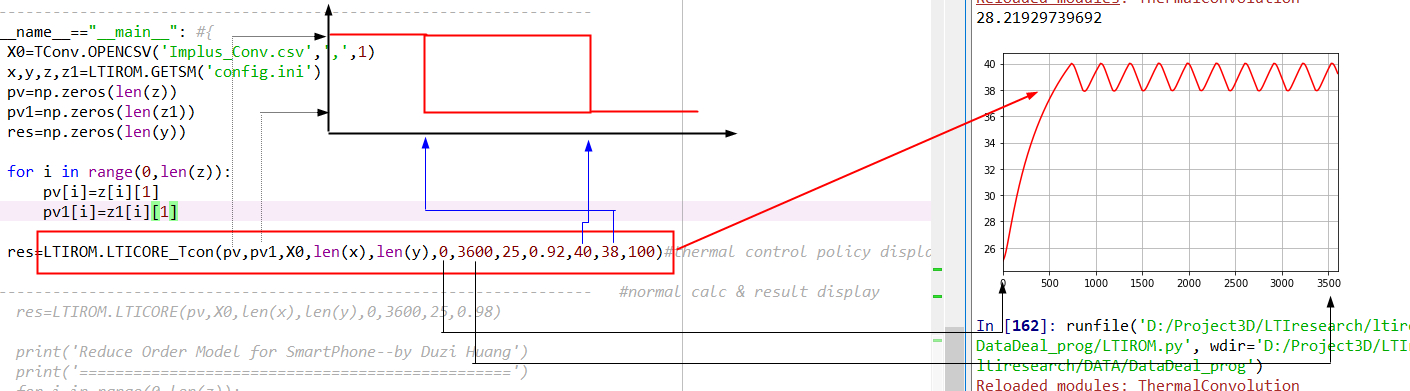 __name__=="__main__": #{
X0=TConv.OPENCSV('Implus_Conv.csv',',',1)
x,y,z,z1=LTIROM.GETSM('config.ini')
pv=np.zeros(len(z))
pv1=np.zeros(len(z1))
res=np.zeros(len(y))
for i in range(0,len(z)):
pv[i]=z[i][1]
pv1[i]=z1[i][1]
res=LTIROM.LTICORE_Tcon(pv,pv1,X0,len(x),len(y),0,3600,25,0.92,40,38,100)#thermal control policy displa
#normal calc & result display
res=LTIROM.LTICORE(pv,X0,len(x),len(y),0,3600,25,0.98)
print('Reduce Order Model for SmartPhone--by Duzi Huang')
print('================================================')
for i in range(0,len(z)):
Reloaded modules: ThermalConvolution
28.21929739692
40
38
36
34
32
30
28
26
0
500
1000
1500
2000
2500
3000
3500
In [162]: runfile('D:/Project3D/LTIresearch/ltire
DataDeal_prog/LTIROM.py', wdir='D:/Project3D/LTI
ltiresearch/DATA/DataDeal_prog')
Reloaded modules: ThermalConvolution